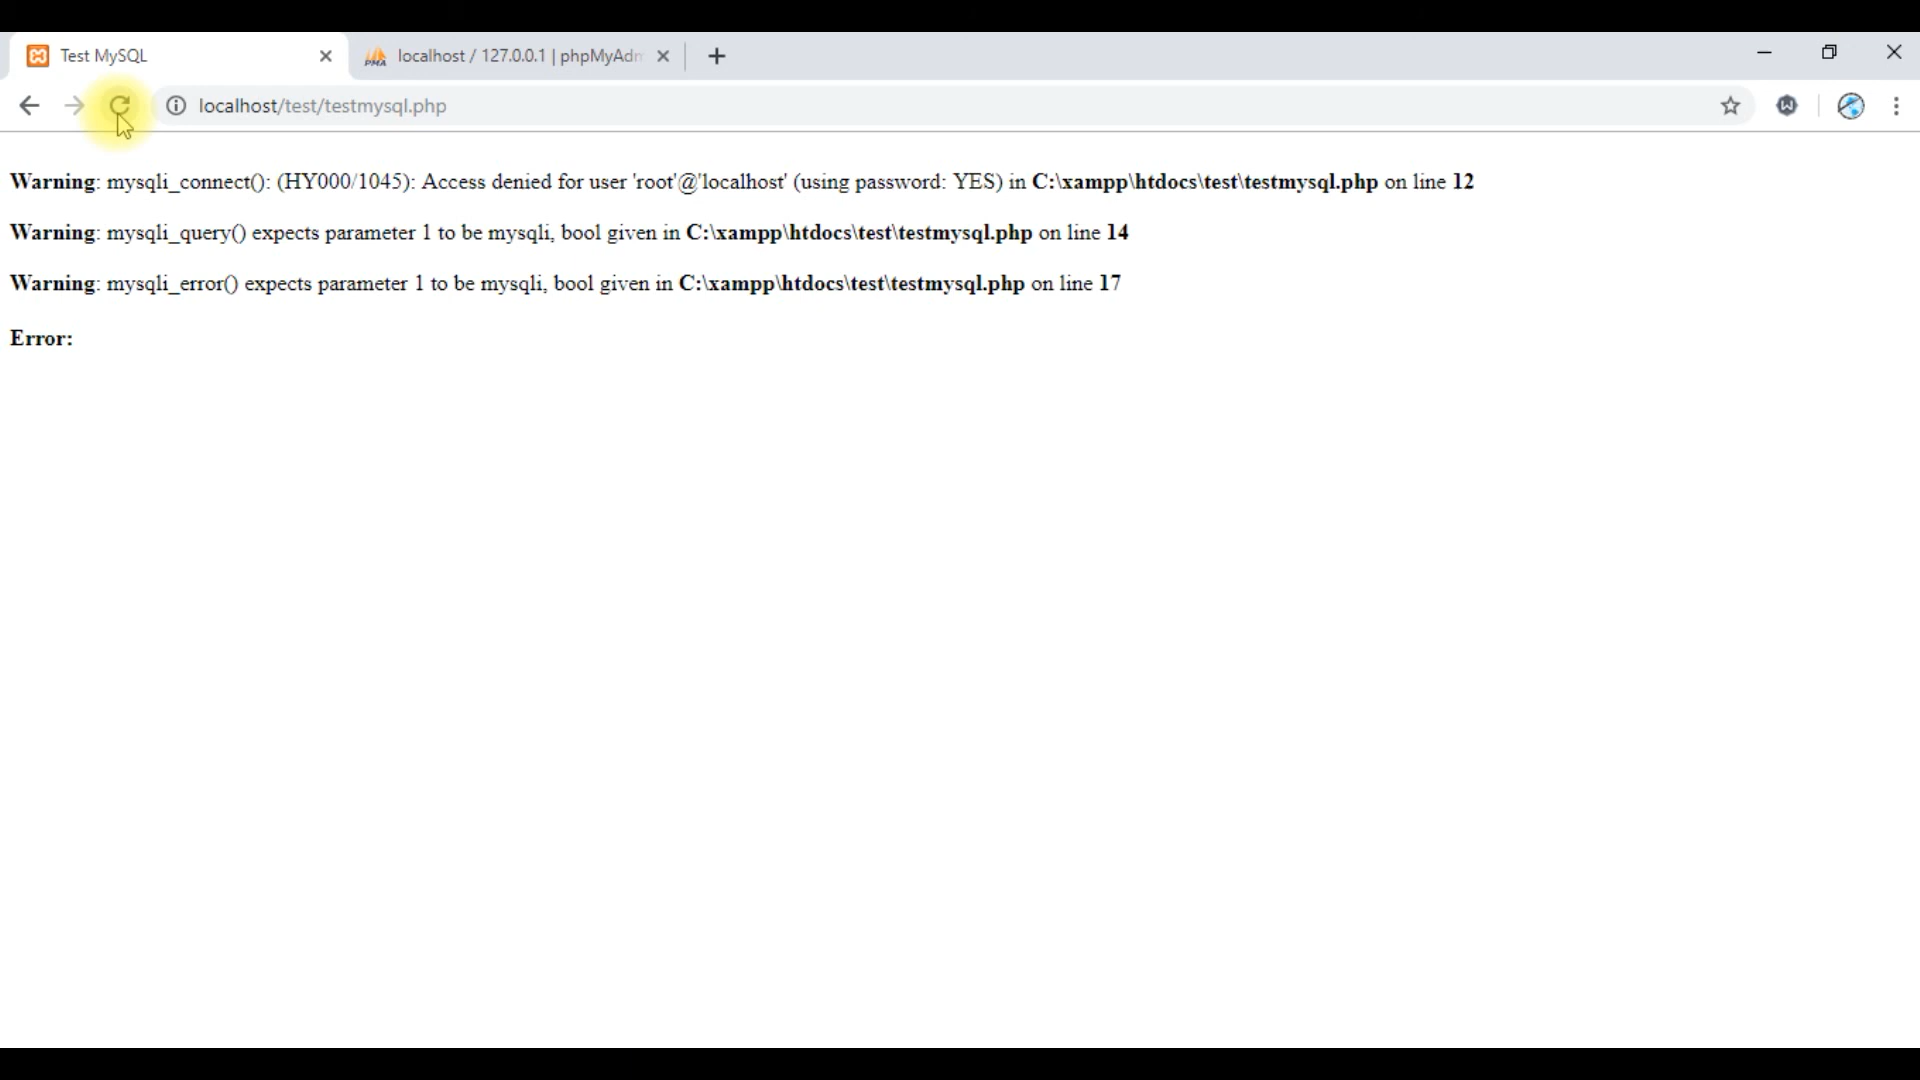 Test MySQL
localhost / 127.0.0.1 | phpMyAdm
localhost/test/testmysql.php
Warning: mysqli_connect(): (HY000/1045): Access denied for user 'root'@'localhost' (using password: YES) in C:\xampp\htdocs\test\testmysql.php on line 12
Warning: mysqli_query() expects parameter 1 to be mysqli, bool given in C:\xampp\htdocs\test\testmysql.php on line 14
Warning: mysqli_error() expects parameter 1 to be mysqli, bool given in C:\xampp\htdocs\test\testmysql.php on line 17
Error: